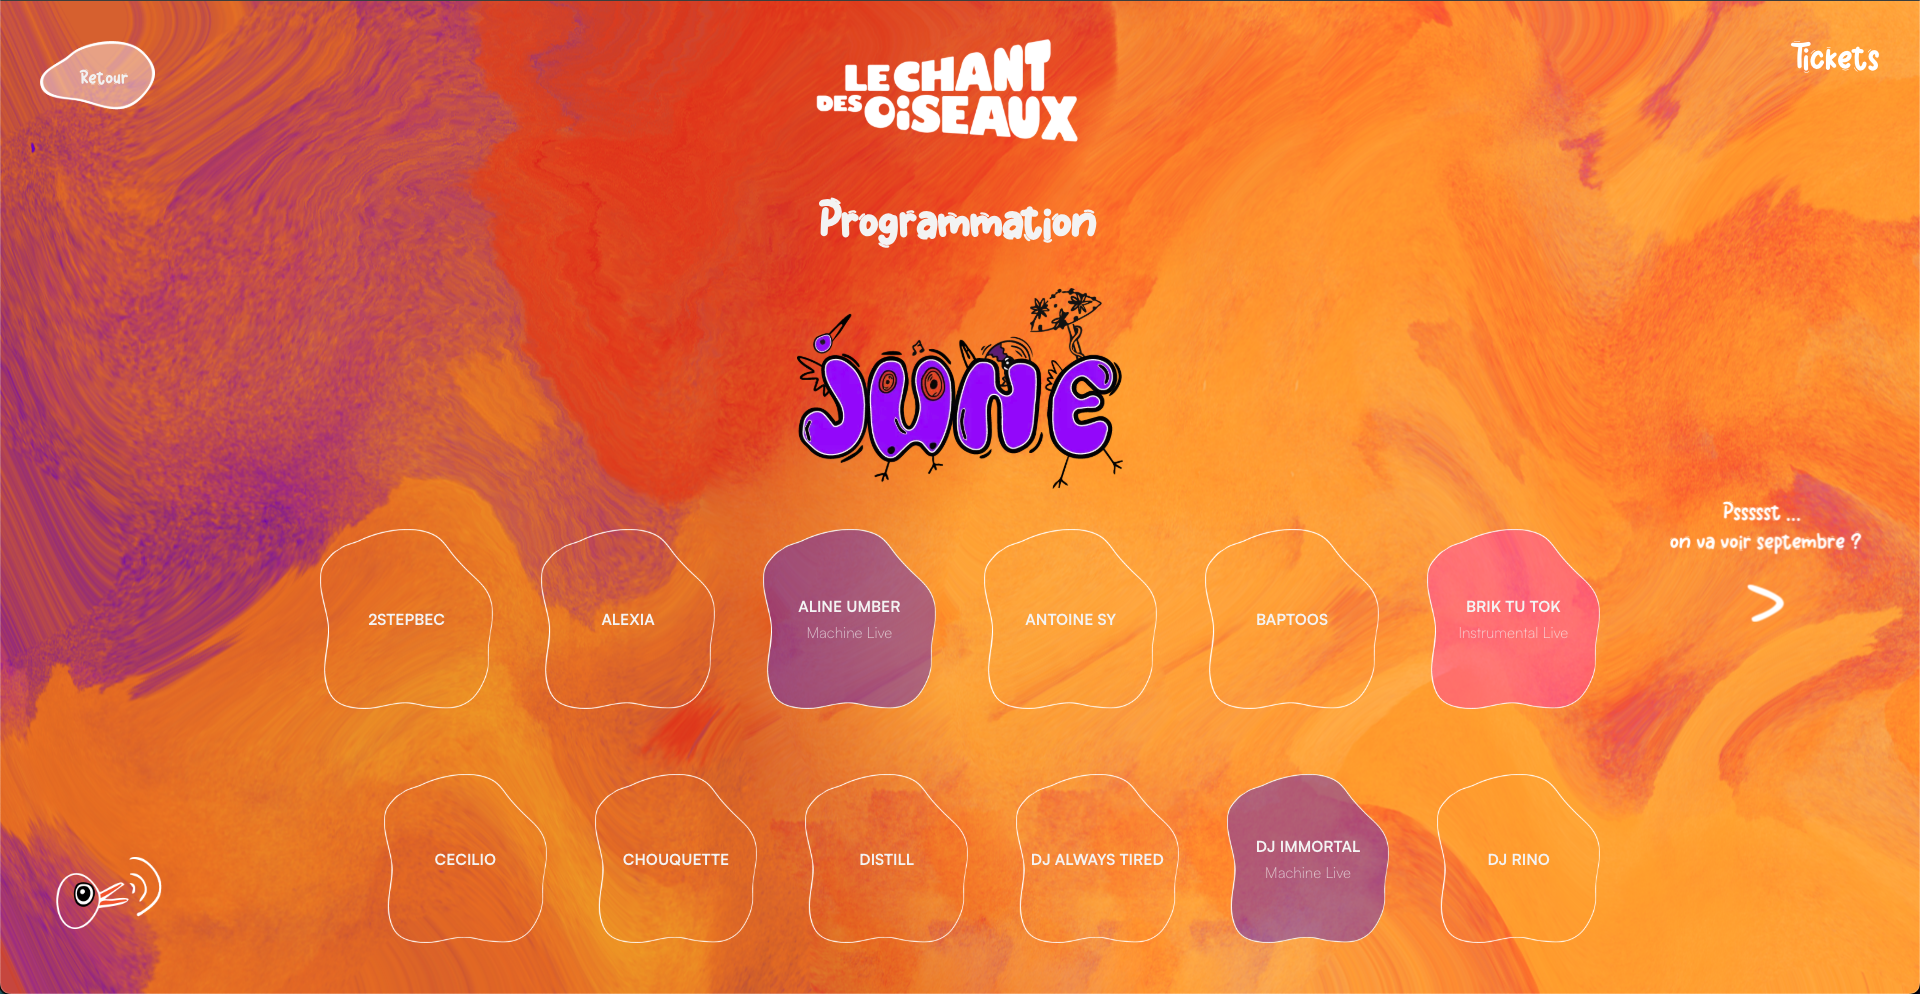 Retour
LE CHANT
DES OiSEAUX
Tickets
Programmation
JUNE
Pssssst ...
on va voir septembre ?
>
2STEPBEC
ALEXIA
ALINE UMBER
Machine Live
ANTOINE SY
BAPTOOS
BRIK TU TOK
Instrumental Live
CECILIO
CHOUQUETTE
DISTILL
DJ ALWAYS TIRED
DJ IMMORTAL
Machine Live
DJ RINO